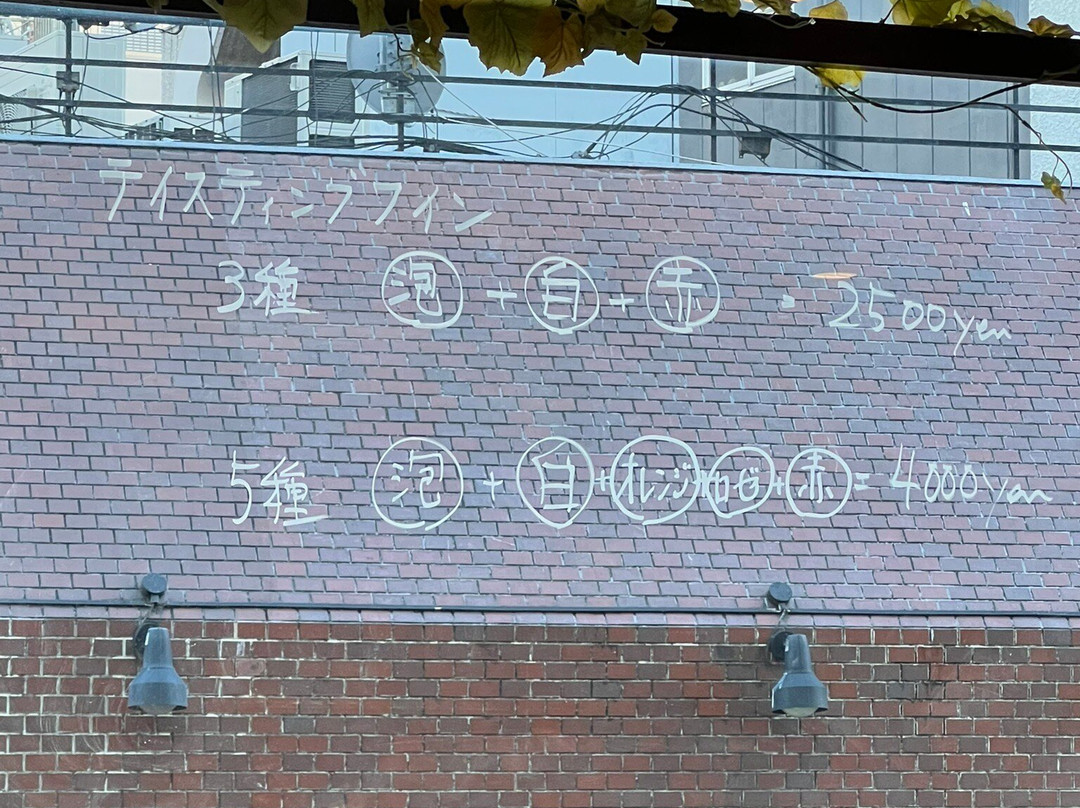 テイスティングワイン
3種 泡 + 白 + 赤 = 2500yen
5種 泡 + 白 + オレンジ + ロゼ + 赤 = 4000yen